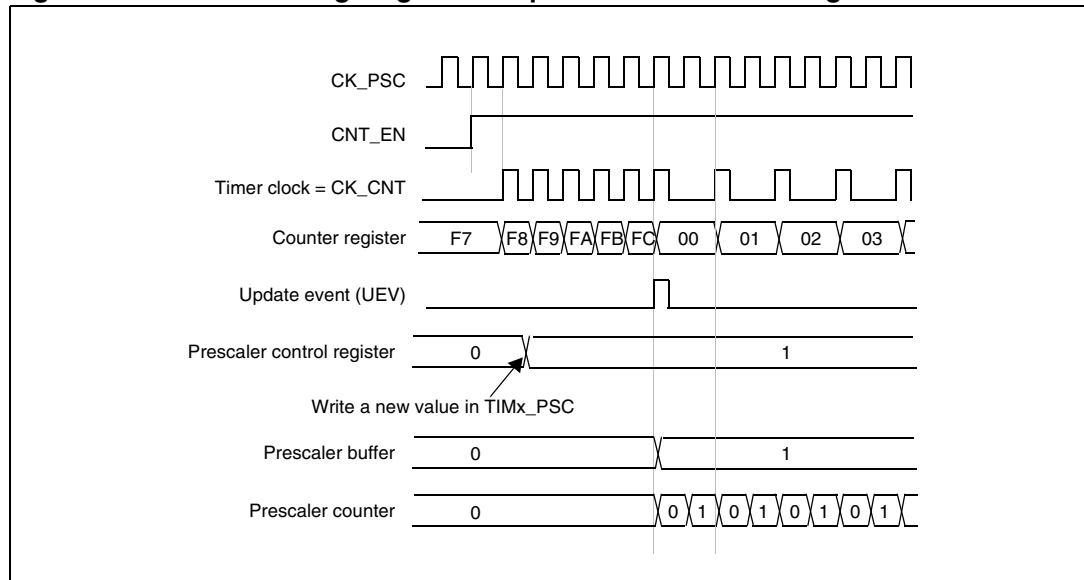 CK_PSC
CNT_EN
Timer clock = CK_CNT
Counter register F7 F8 F9 FA FB FC 00 01 02 03
Update event (UEV)
Prescaler control register 0 1
Write a new value in TIMx_PSC
Prescaler buffer 0 1
Prescaler counter 0 0 1 0 1 0 1 0 1